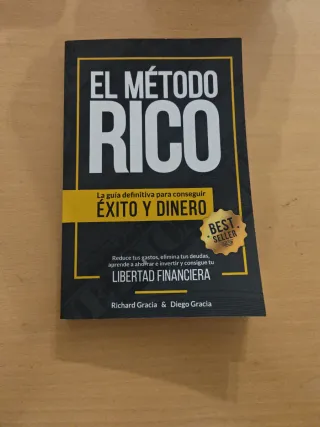 EL MÉTODO
RICO
La guía definitiva para conseguir
ÉXITO Y DINERO
BEST
SELLER
Reduce tus gastos, elimina tus deudas,
aprende a ahorrar e invertir y consigue tu
LIBERTAD FINANCIERA
Richard Gracia & Diego Gracia